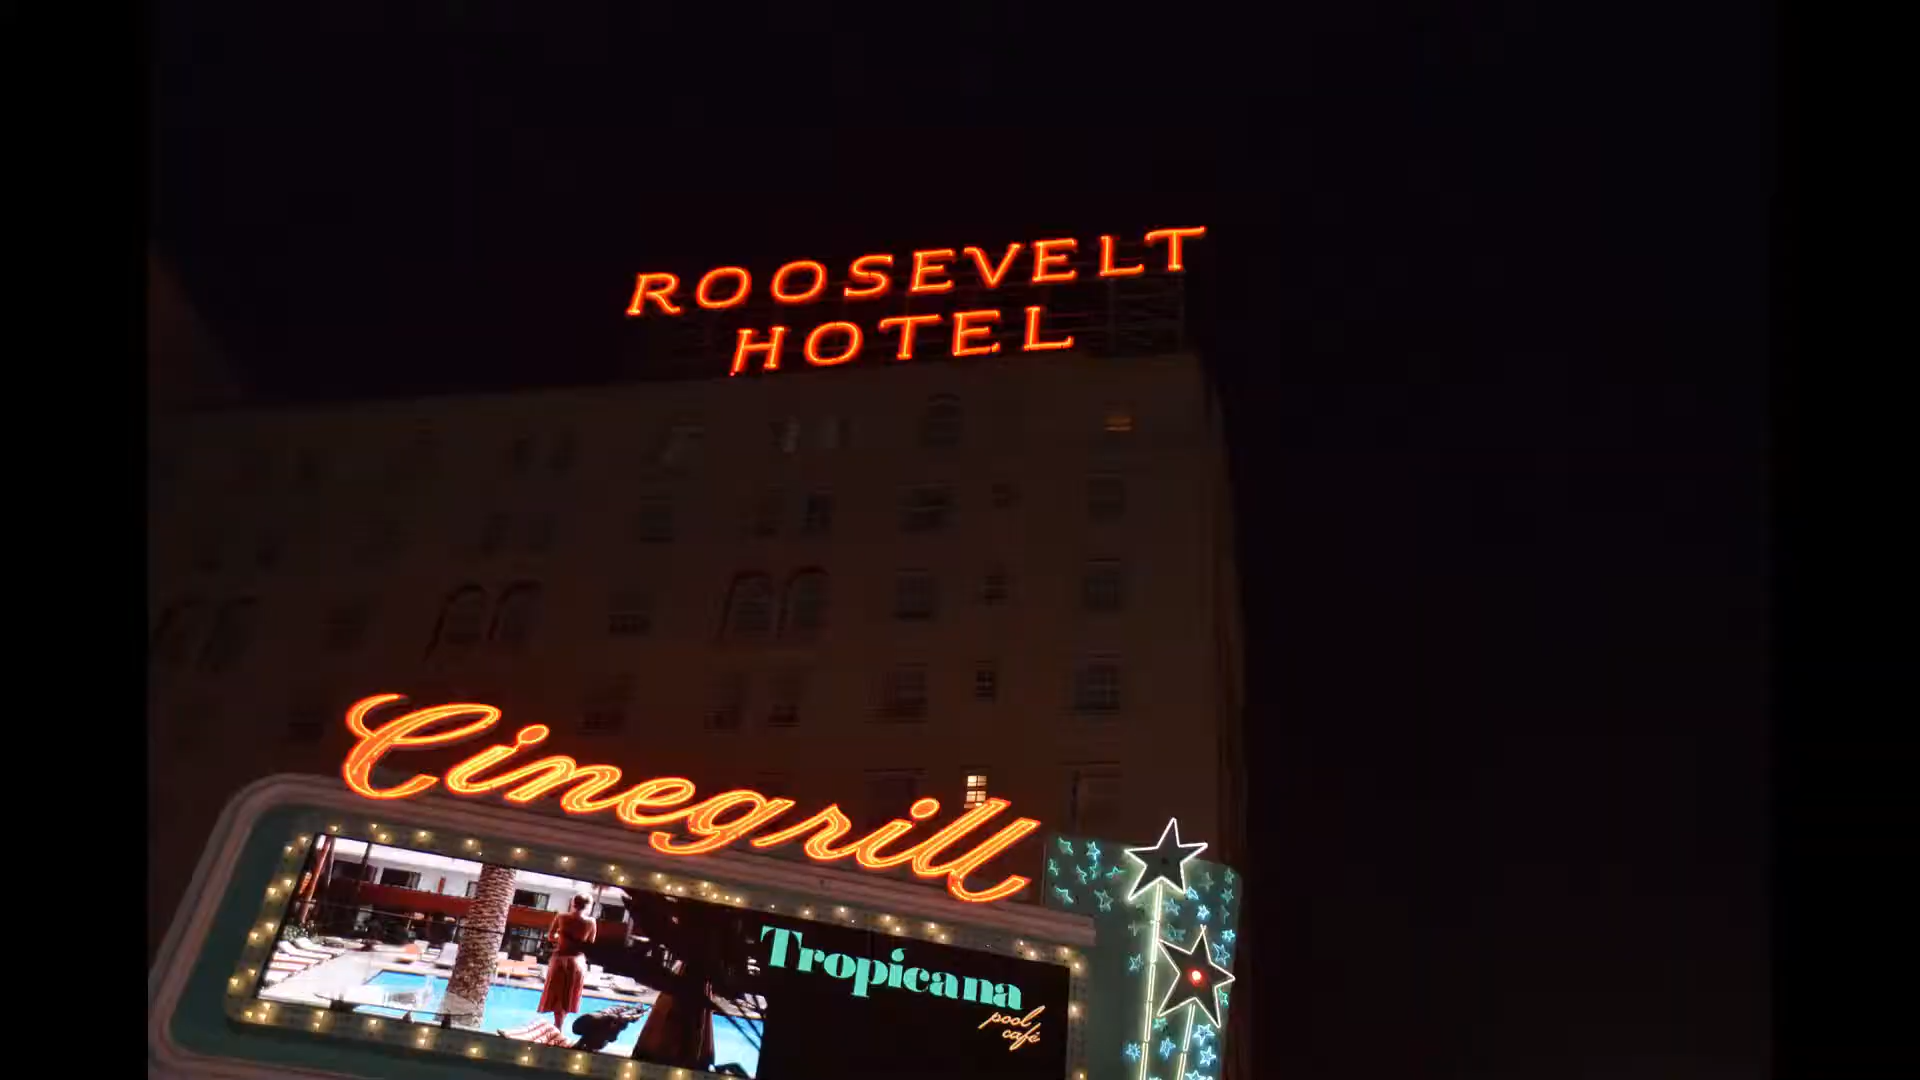 ROOSEVELT
HOTEL
Cinegrill
Tropicana
pool
café